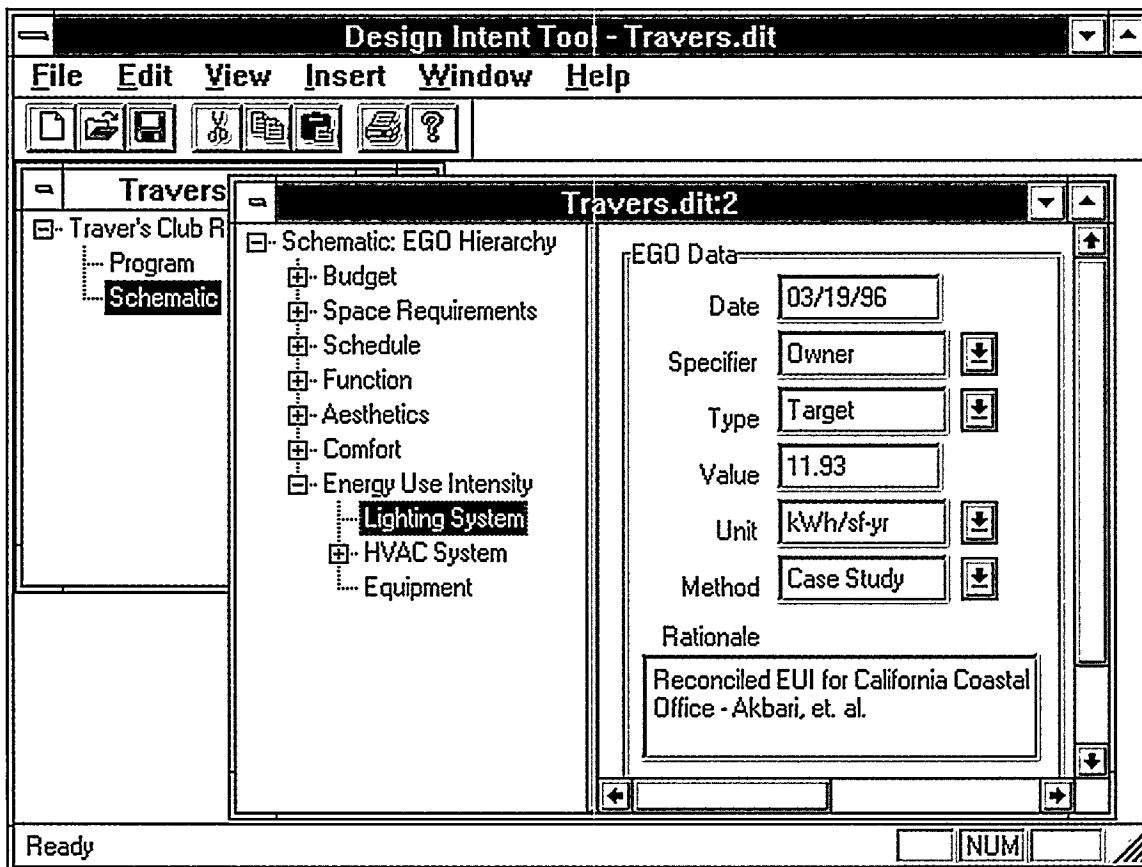 Design Intent Tool - Travers.dit
File Edit View Insert Window Help
Travers
Traver's Club R
Program
Schematic
Travers.dit:2
Schematic: EGO Hierarchy
Budget
Space Requirements
Schedule
Function
Aesthetics
Comfort
Energy Use Intensity
Lighting System
HVAC System
Equipment
EGO Data
Date 03/19/96
Specifier Owner
Type Target
Value 11.93
Unit kWh/sf-yr
Method Case Study
Rationale
Reconciled EUI for California Coastal
Office - Akbari, et. al.
Ready NUM